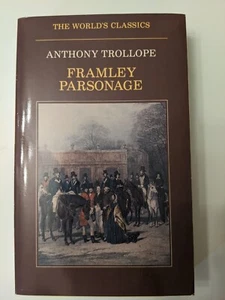 THE WORLD'S CLASSICS
ANTHONY TROLLOPE
FRAMLEY
PARSONAGE